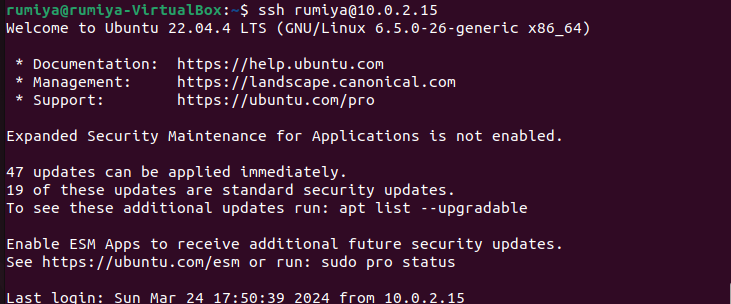 rumiya@rumiya-VirtualBox:~$ ssh rumiya@10.0.2.15
Welcome to Ubuntu 22.04.4 LTS (GNU/Linux 6.5.0-26-generic x86_64)
* Documentation:  https://help.ubuntu.com
* Management:     https://landscape.canonical.com
* Support:        https://ubuntu.com/pro
Expanded Security Maintenance for Applications is not enabled.
47 updates can be applied immediately.
19 of these updates are standard security updates.
To see these additional updates run: apt list --upgradable
Enable ESM Apps to receive additional future security updates.
See https://ubuntu.com/esm or run: sudo pro status
Last login: Sun Mar 24 17:50:39 2024 from 10.0.2.15